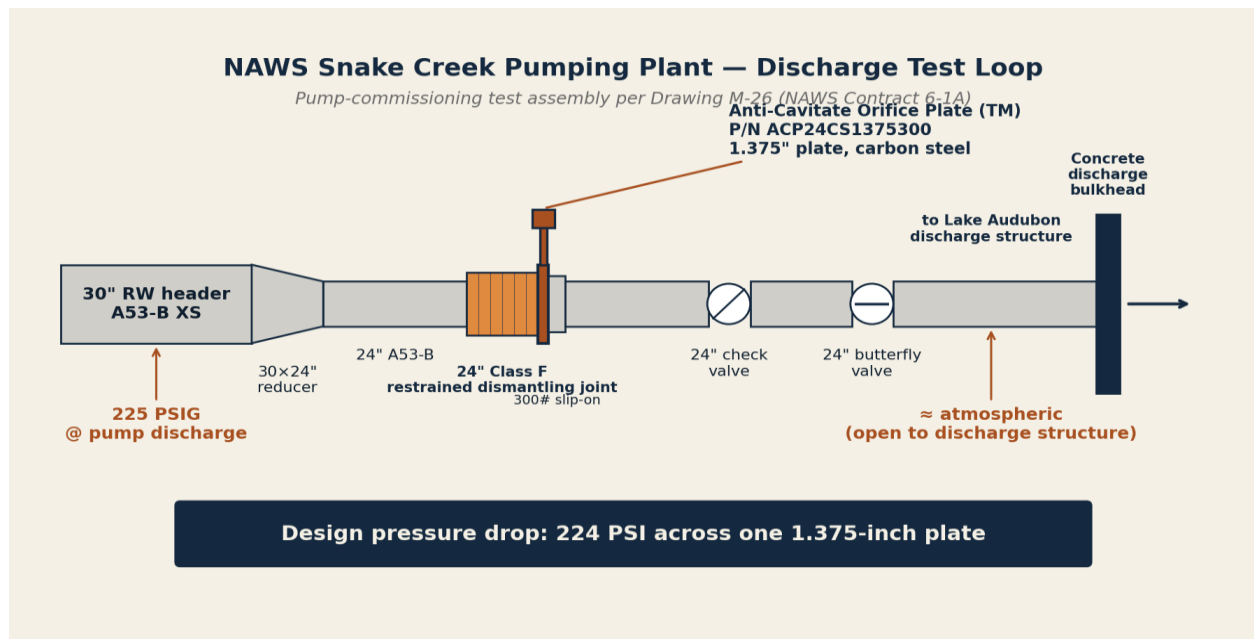 NAWS Snake Creek Pumping Plant — Discharge Test Loop
Pump-commissioning test assembly per Drawing M-26 (NAWS Contract 6-1A)
Anti-Cavitate Orifice Plate (TM)
P/N ACP24CS1375300
1.375" plate, carbon steel
Concrete
discharge
bulkhead
to Lake Audubon
discharge structure
30" RW header
A53-B XS
24" A53-B
30×24"
reducer
24" Class F
restrained dismantling joint
300# slip-on
24" check
valve
24" butterfly
valve
225 PSIG
@ pump discharge
≈ atmospheric
(open to discharge structure)
Design pressure drop: 224 PSI across one 1.375-inch plate